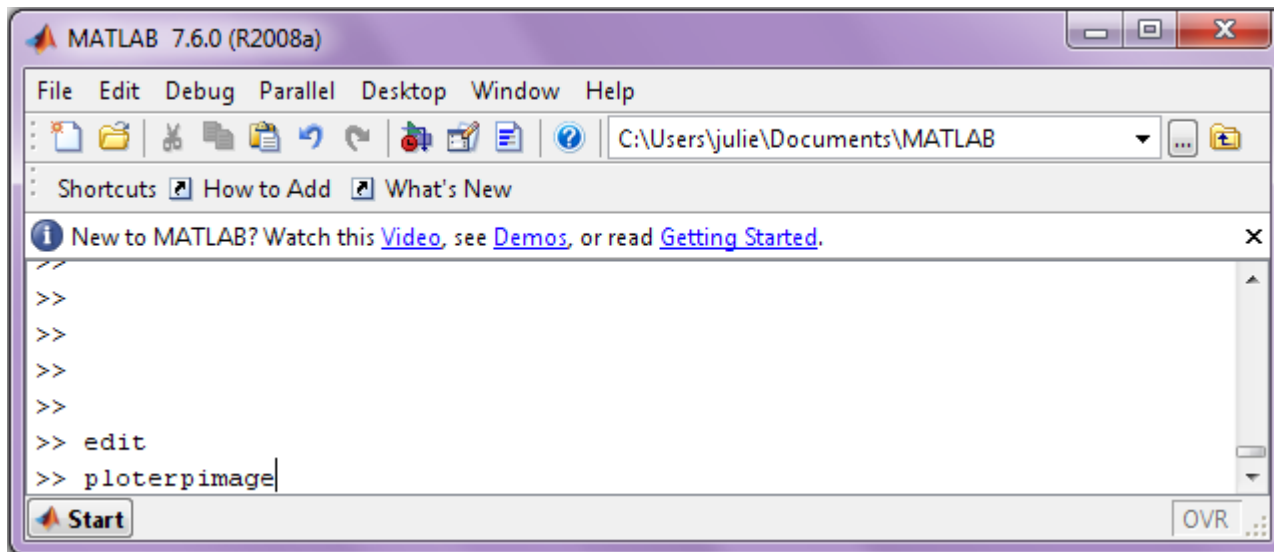 MATLAB 7.6.0 (R2008a)
File Edit Debug Parallel Desktop Window Help
C:\Users\julie\Documents\MATLAB ...
Shortcuts How to Add What's New
New to MATLAB? Watch this Video, see Demos, or read Getting Started.
>>
>>
>>
>>
>>
>> edit
>> ploterpimage
Start OVR